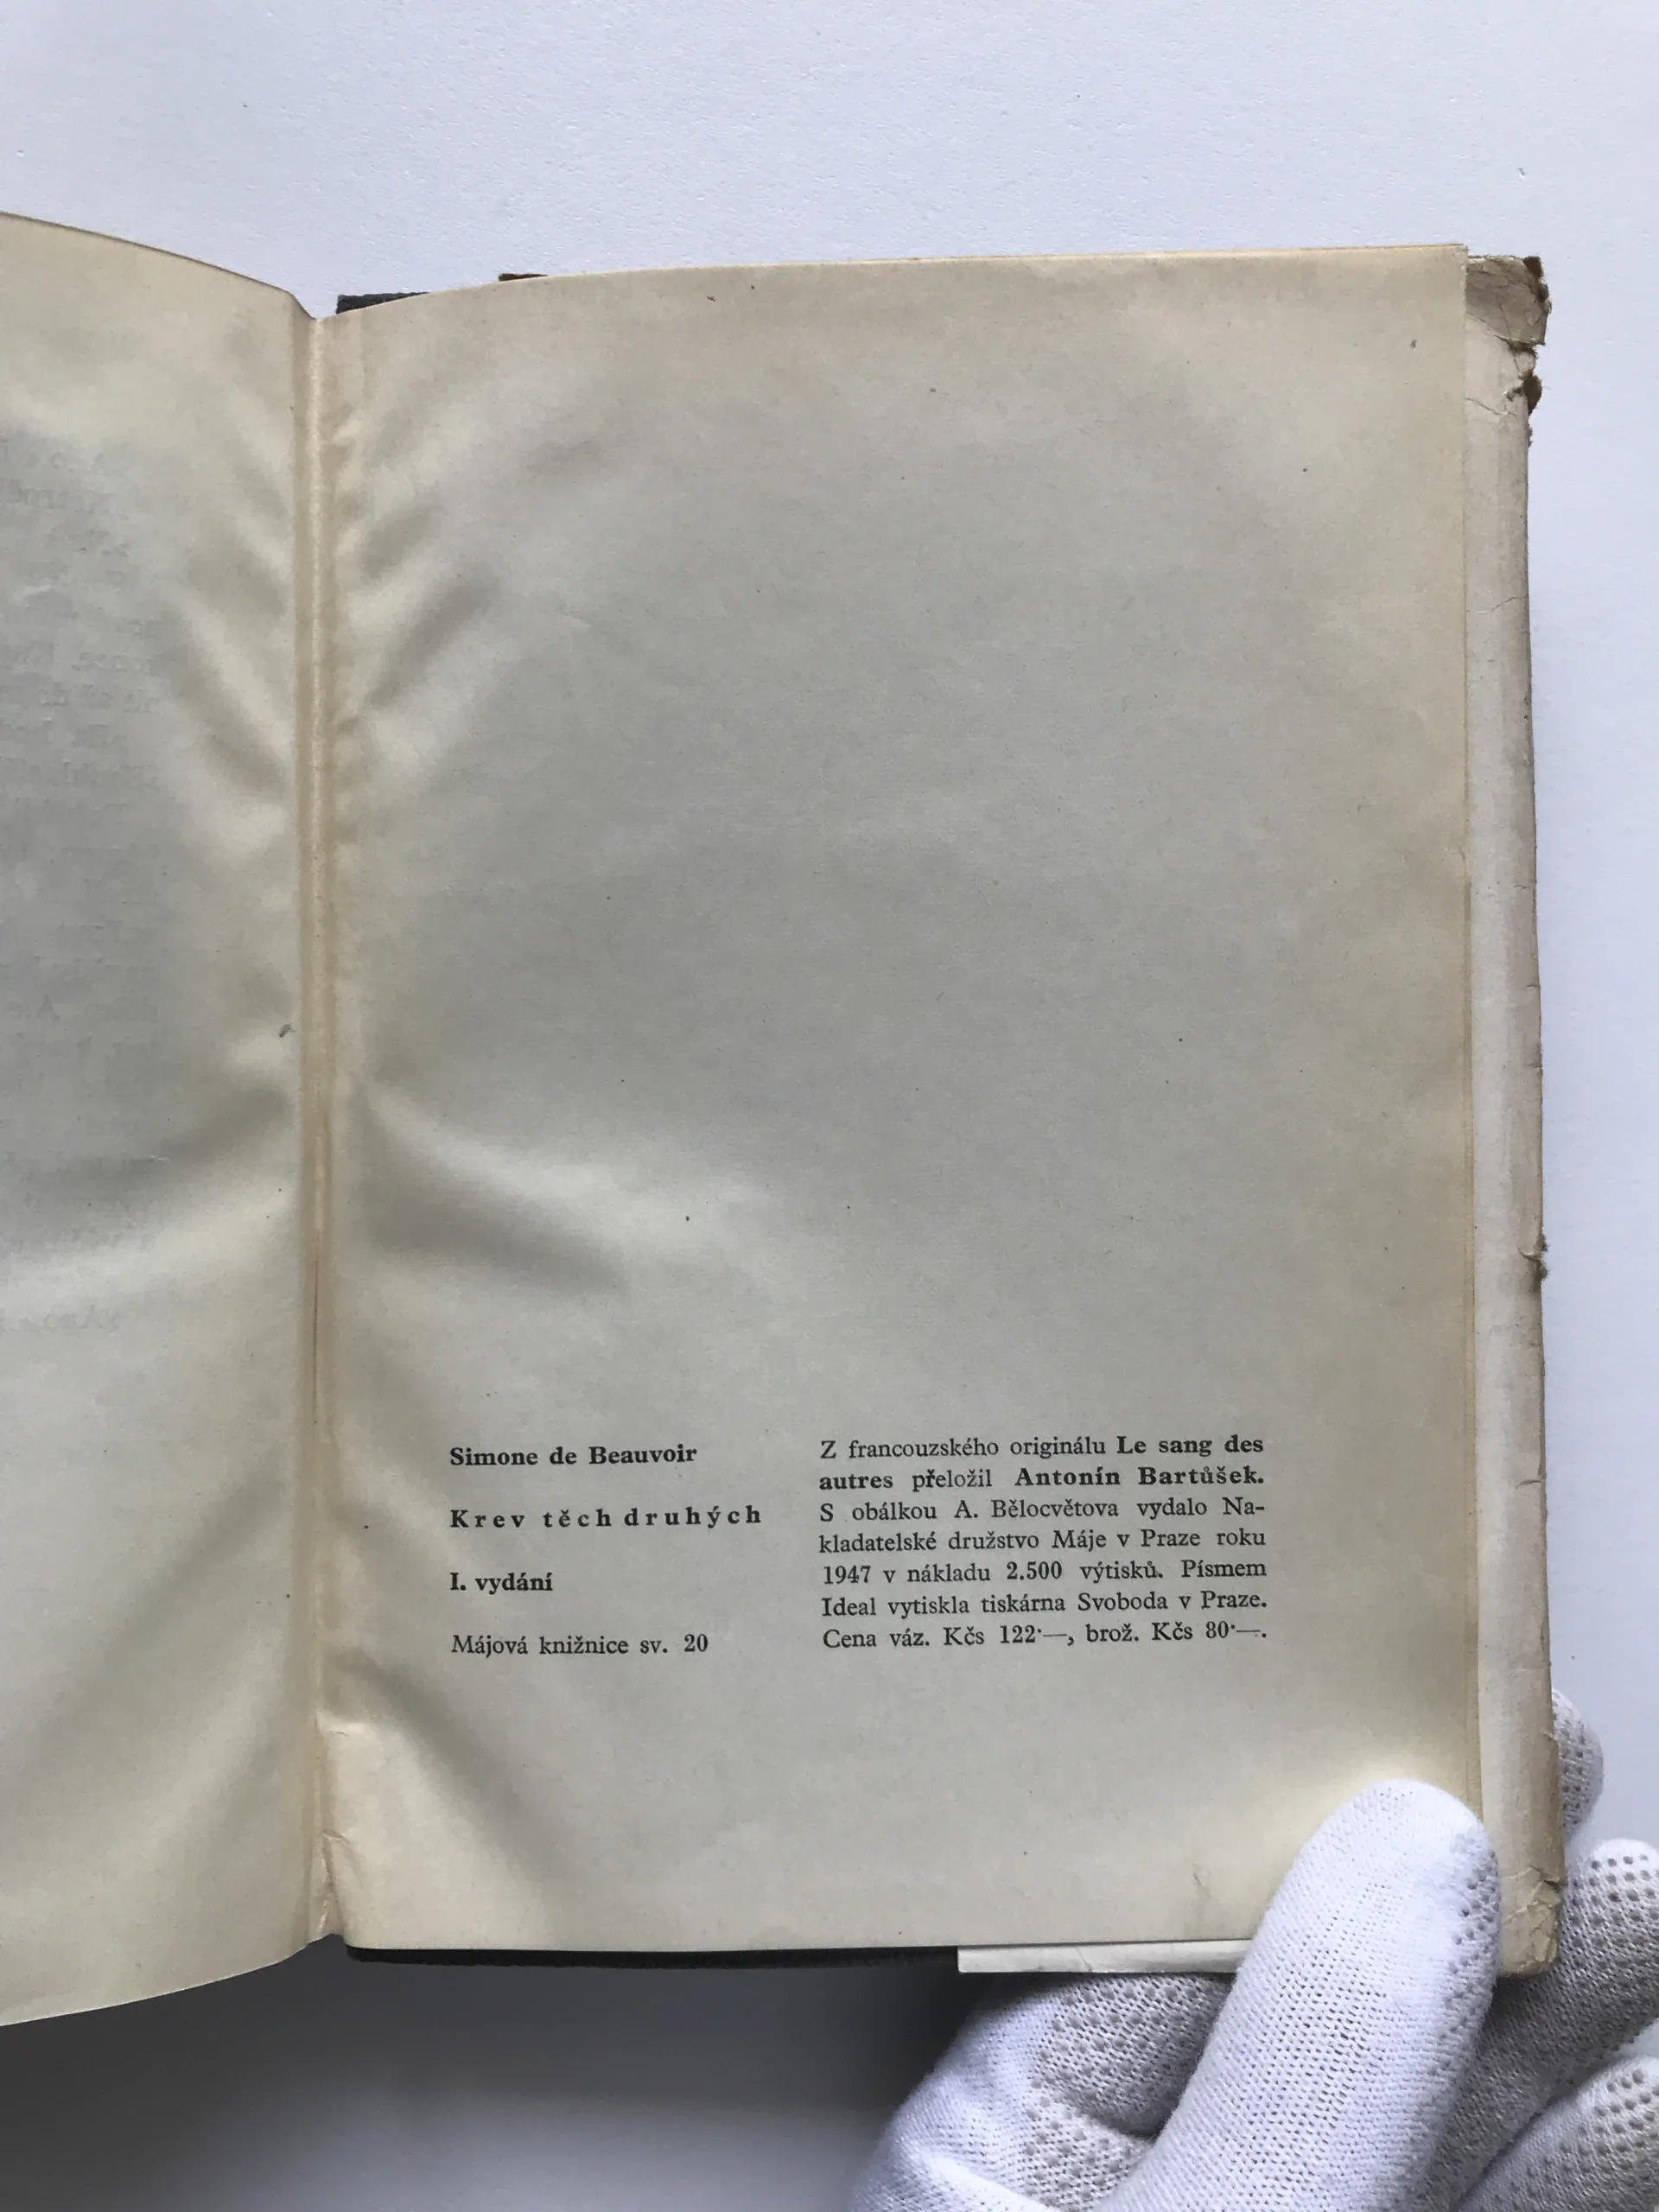 Simone de Beauvoir
Krev těch druhých
I. vydání
Májová knižnice sv. 20
Z francouzského originálu Le sang des
autres přeložil Antonín Bartůšek.
S obálkou A. Bělocvětova vydalo Na-
kladatelské družstvo Máje v Praze roku
1947 v nákladu 2.500 výtisků. Písmem
Ideal vytiskla tiskárna Svoboda v Praze.
Cena váz. Kčs 122·—, brož. Kčs 80·—.